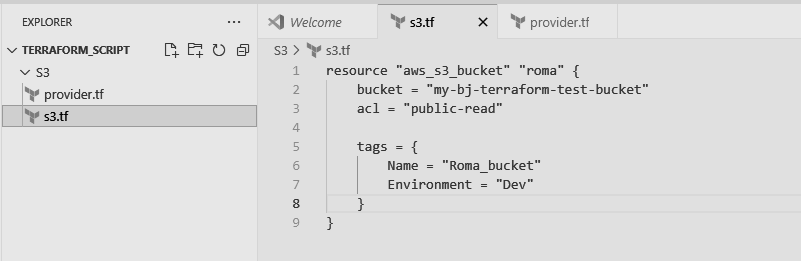 EXPLORER
TERRAFORM_SCRIPT
S3
provider.tf
s3.tf
Welcome
s3.tf
provider.tf
S3 > s3.tf
1 resource "aws_s3_bucket" "roma" {
2     bucket = "my-bj-terraform-test-bucket"
3     acl = "public-read"
4
5     tags = {
6         Name = "Roma_bucket"
7         Environment = "Dev"
8     }
9 }